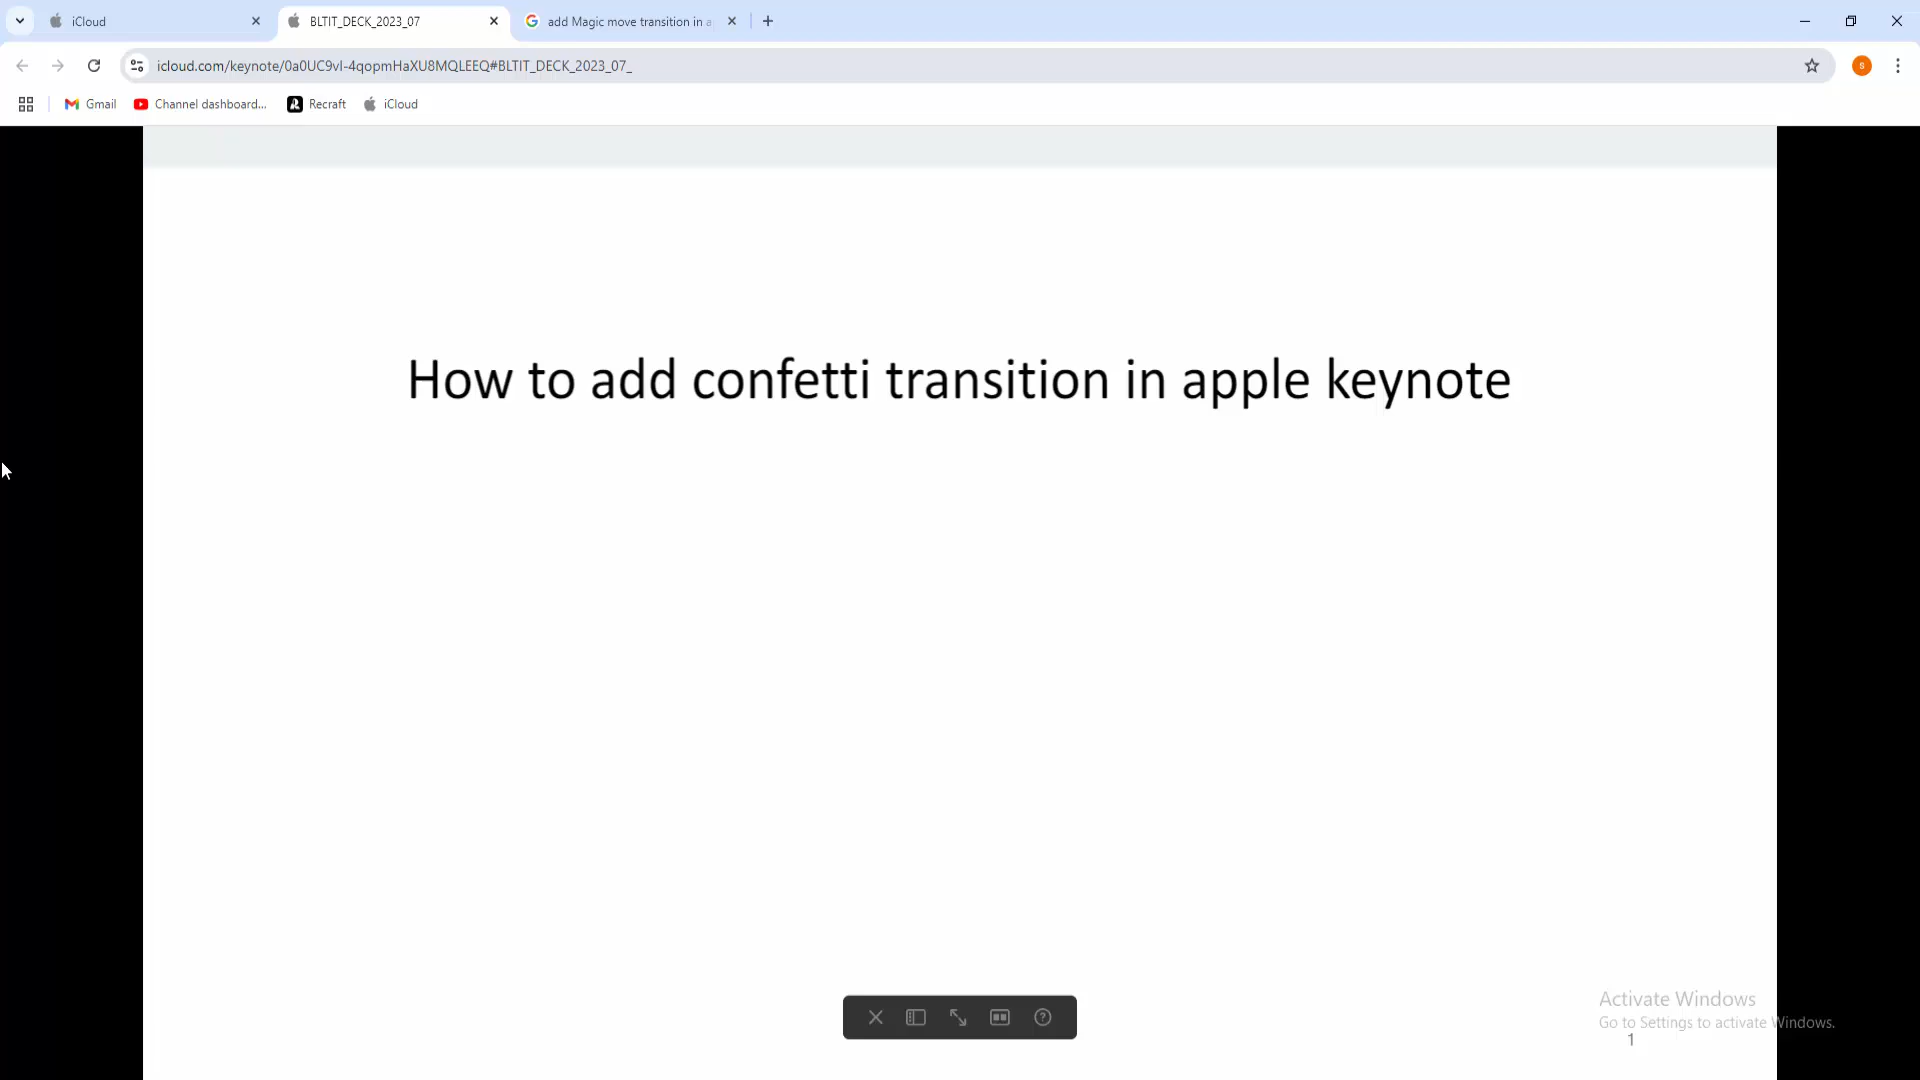 iCloud
BLTIT_DECK_2023_07
add Magic move transition in a
icloud.com/keynote/0a0UC9vI-4qopmHaXU8MQLEEQ#BLTIT_DECK_2023_07_
S
Gmail
Channel dashboard...
Recraft
iCloud
How to add confetti transition in apple keynote
Activate Windows
Go to Settings to activate Windows.
1